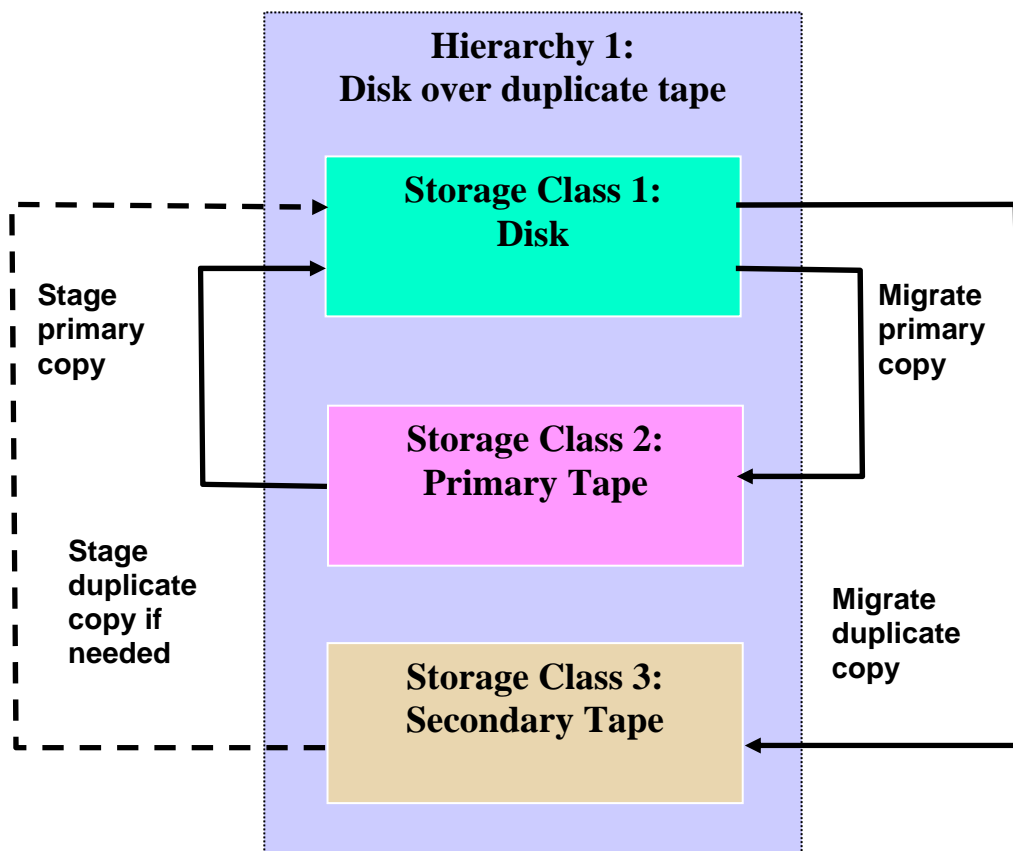 Hierarchy 1:
Disk over duplicate tape
Storage Class 1:
Disk
Stage
primary
copy
Migrate
primary
copy
Storage Class 2:
Primary Tape
Stage
duplicate
copy if
needed
Migrate
duplicate
copy
Storage Class 3:
Secondary Tape